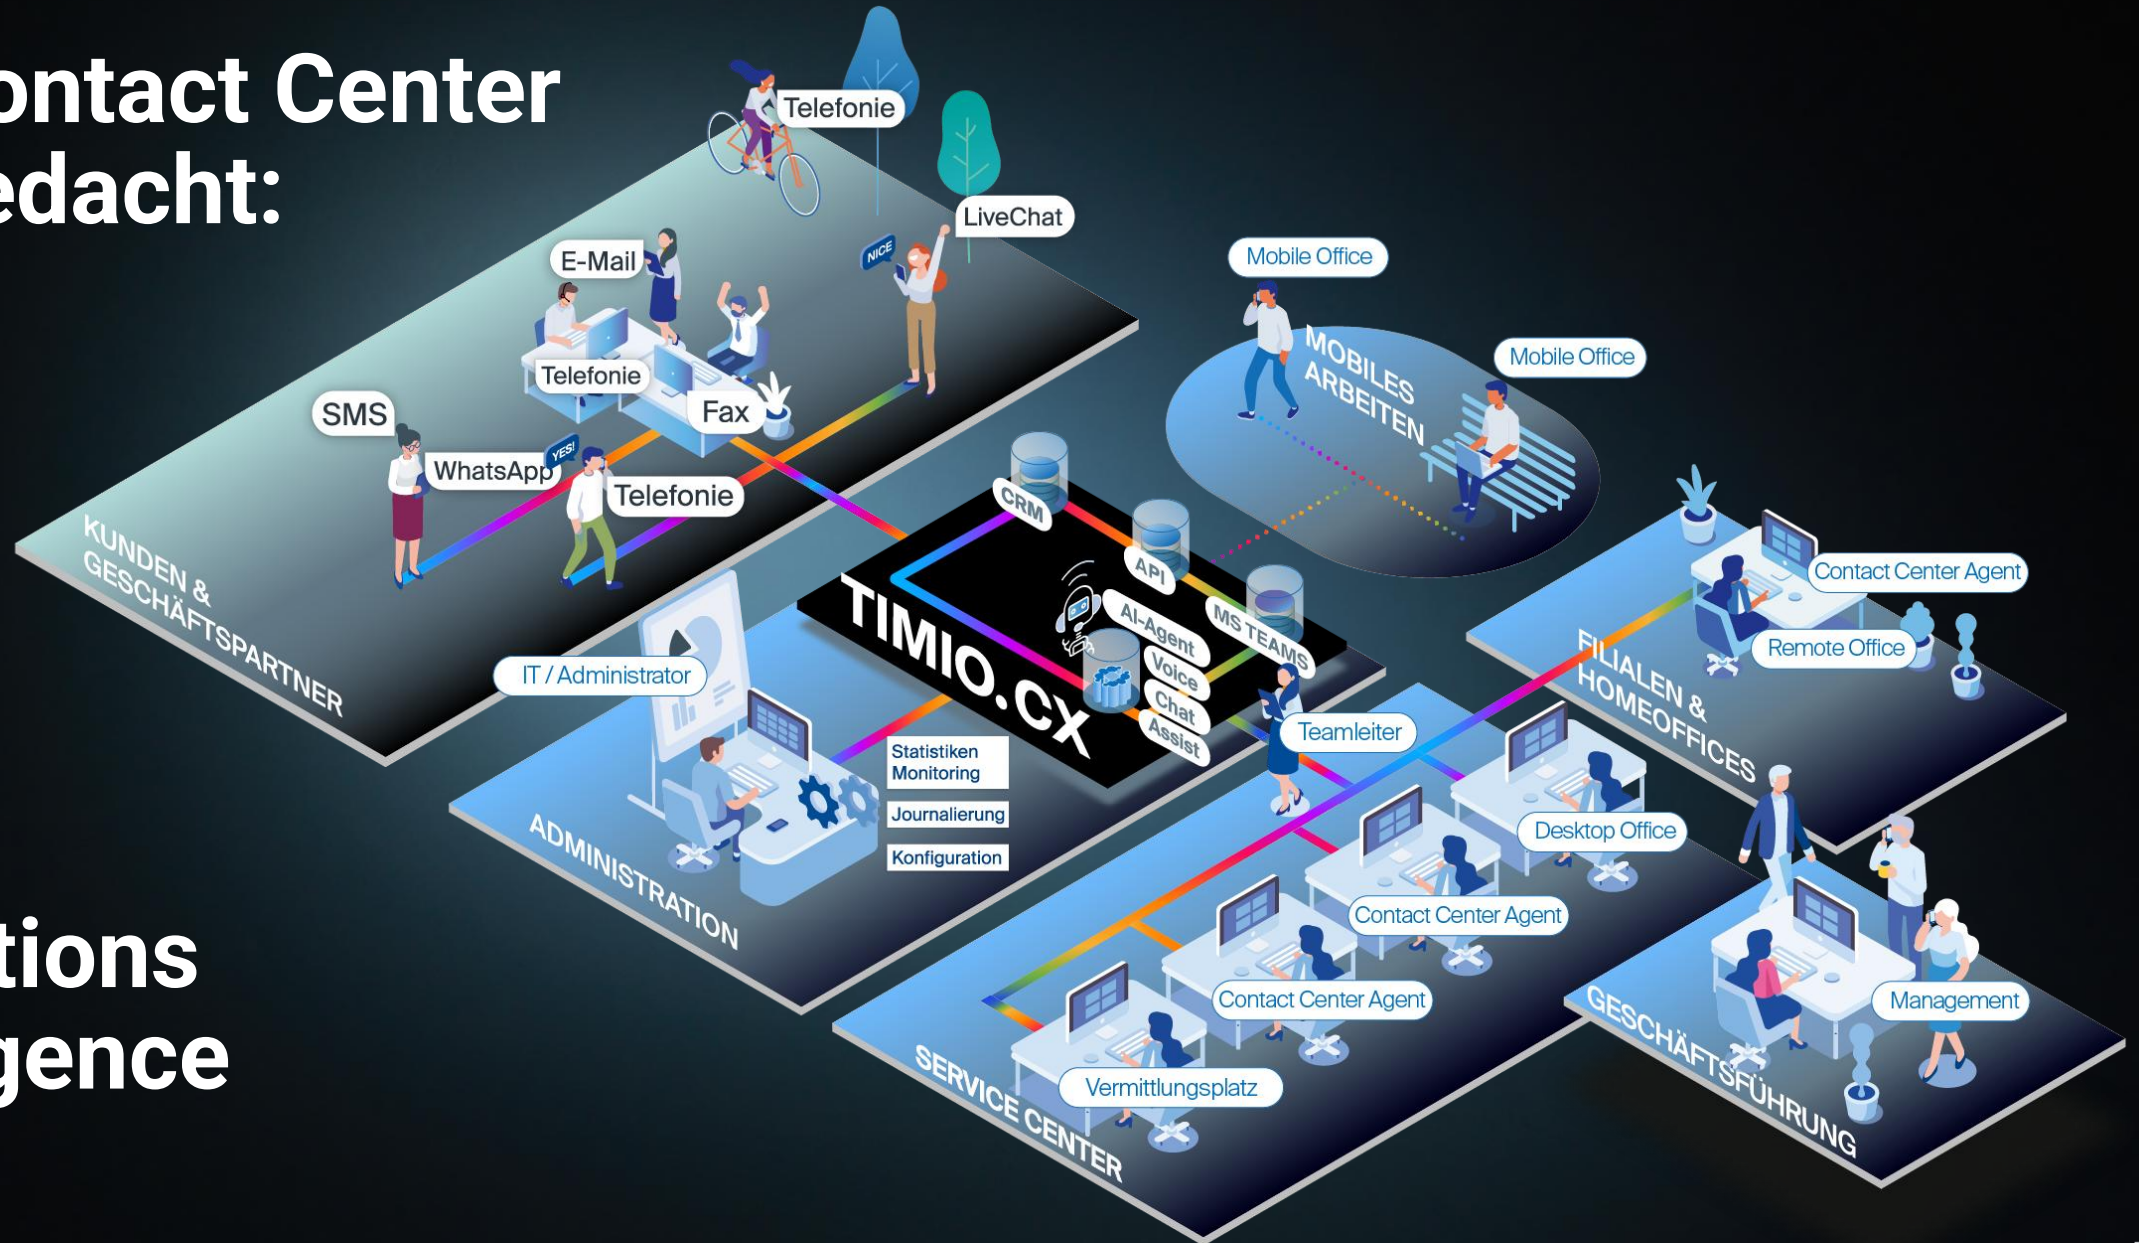 ontact Center
edacht:
Telefonie
LiveChat
E-Mail
NICE
Telefonie
Fax
SMS
WhatsApp
YES!
Telefonie
KUNDEN &
GESCHÄFTSPARTNER
Mobile Office
Mobile Office
MOBILES
ARBEITEN
CRM
API
MS TEAMS
AI-Agent
Voice
Chat
Assist
TIMIO.CX
Contact Center Agent
Remote Office
FILIALEN &
HOMEOFFICES
IT / Administrator
Statistiken
Monitoring
Journalierung
Konfiguration
ADMINISTRATION
Teamleiter
Desktop Office
Contact Center Agent
Contact Center Agent
Vermittlungsplatz
SERVICE CENTER
Management
GESCHÄFTSFÜHRUNG
tions
gence